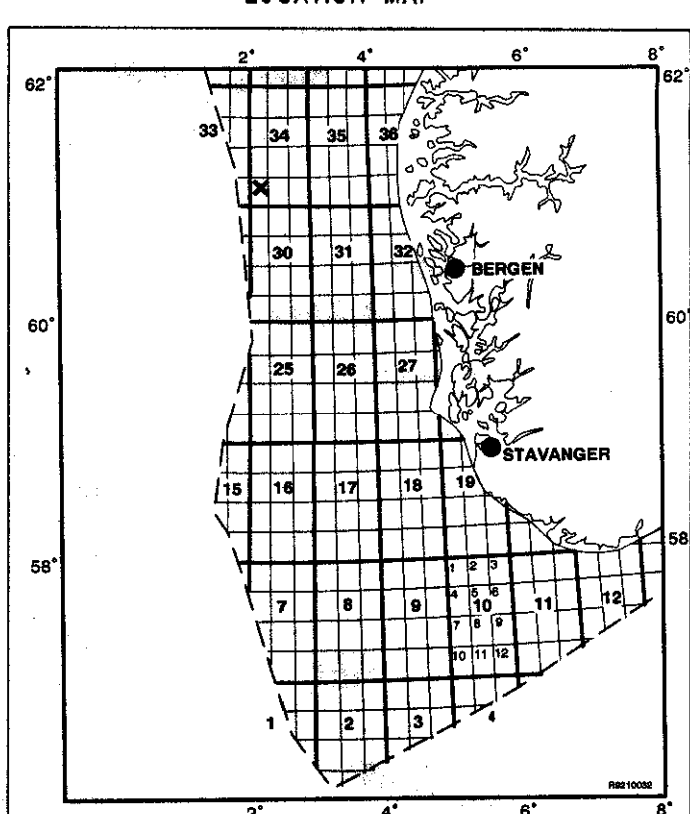 LOCATION MAP
2° 4° 6° 8°
62° 62°
33 34 35 36
30 31 32
BERGEN
60° 60°
25 26 27
STAVANGER
15 16 17 18 19
58° 58°
1 2 3
4 5 6
7 8 9 10 11 12
7 8 9
10 11 12
1 2 3 4
R9210032
2° 4° 6° 8°